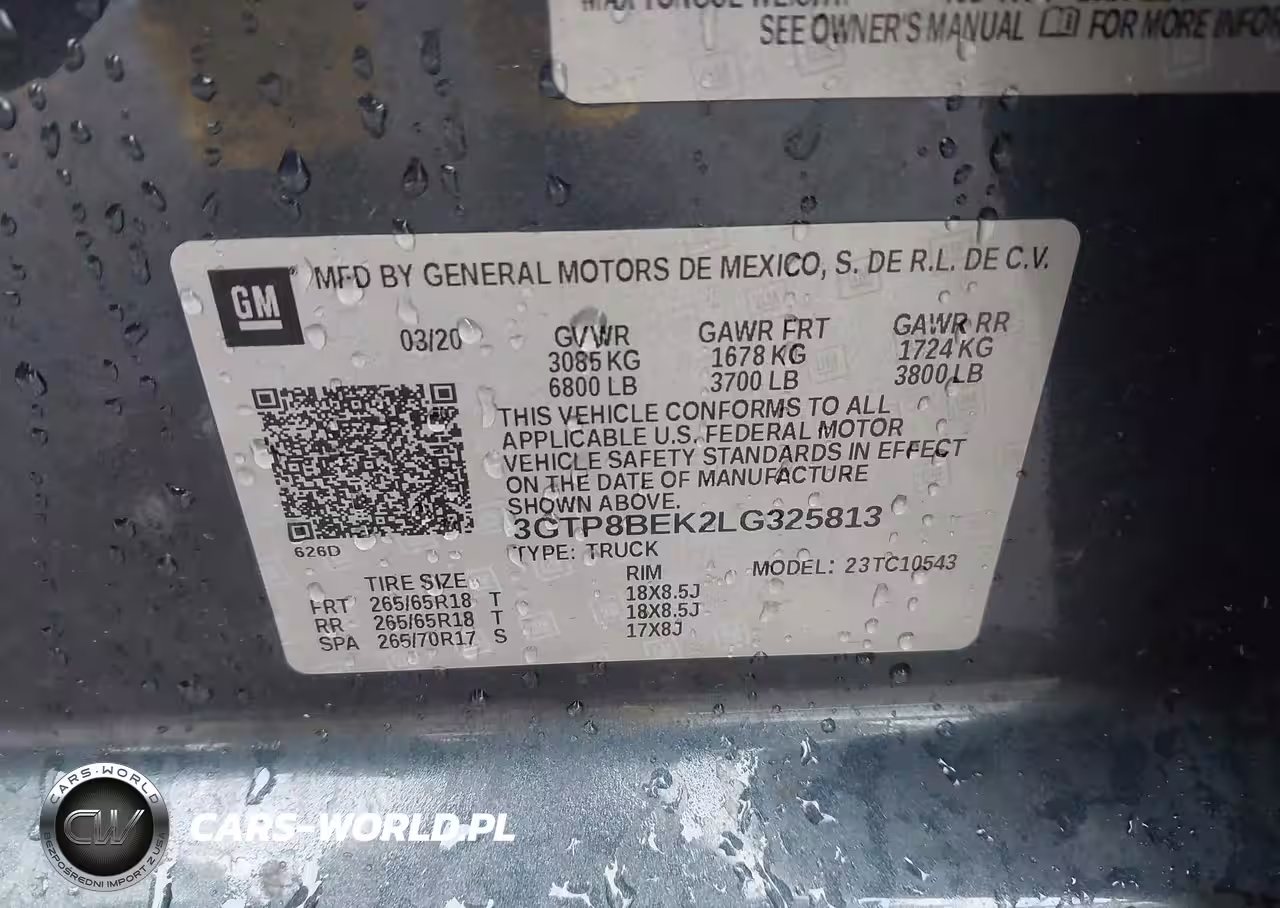 SEE OWNER'S MANUAL FOR MORE
GM MFD BY GENERAL MOTORS DE MEXICO, S. DE R.L. DE C.V.
03/20 GVWR GAWR FRT GAWR RR
3085 KG 1678 KG 1724 KG
6800 LB 3700 LB 3800 LB
THIS VEHICLE CONFORMS TO ALL
APPLICABLE U.S. FEDERAL MOTOR
VEHICLE SAFETY STANDARDS IN EFFECT
ON THE DATE OF MANUFACTURE
SHOWN ABOVE.
3GTP8BEK2LG325813
626D
TYPE: TRUCK
MODEL: 23TC10543
TIRE SIZE RIM
FRT 265/65R18 T 18X8.5J
RR 265/65R18 T 18X8.5J
SPA 265/70R17 S 17X8J
CARS-WORLD
CW
BEZPOŚREDNI IMPORT Z USA
CARS-WORLD.PL